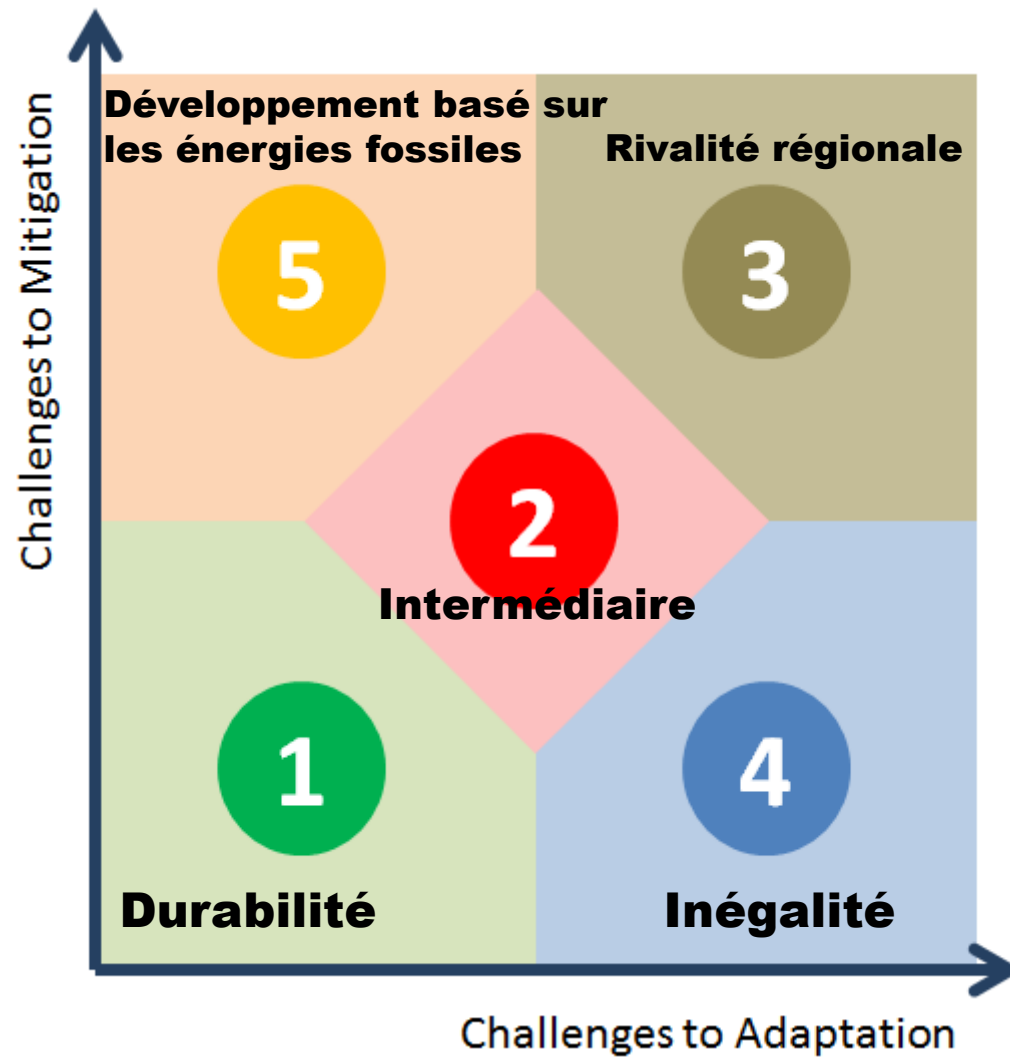 Développement basé sur
les énergies fossiles
Rivalité régionale
5
3
Challenges to Mitigation
2
Intermédiaire
1
4
Durabilité
Inégalité
Challenges to Adaptation